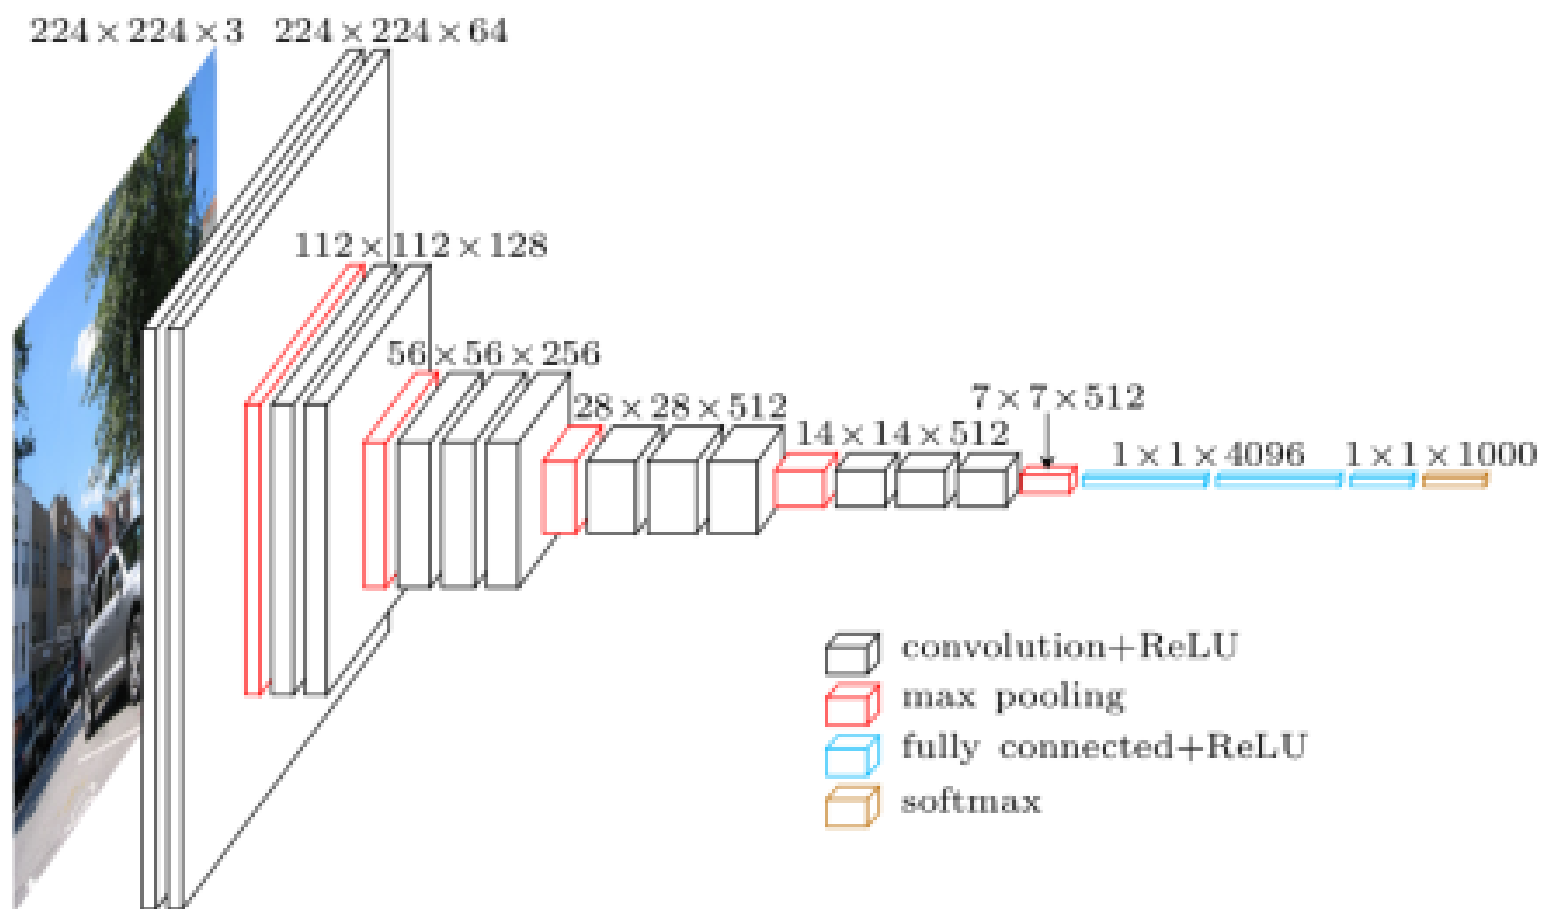 224 × 224 × 3
224 × 224 × 64
112 × 112 × 128
56 × 56 × 256
28 × 28 × 512
14 × 14 × 512
7 × 7 × 512
1 × 1 × 4096
1 × 1 × 1000
convolution+ReLU
max pooling
fully connected+ReLU
softmax